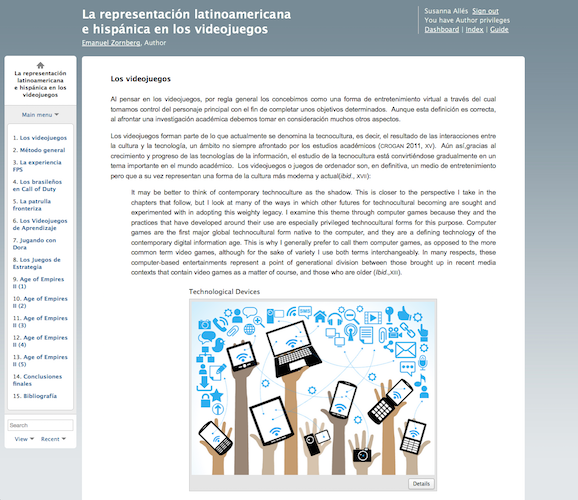 La representación latinoamericana
e hispánica en los videojuegos
Emanuel Zornberg, Author
Susanna Allés Sign out
You have Author privileges
Dashboard | Index | Guide
La representación
latinoamericana
e hispánica en los
videojuegos
Main menu
1. Los videojuegos
2. Método general
3. La experiencia
FPS
4. Los brasileños
en Call of Duty
5. La patrulla
fronteriza
6. Los Videojuegos
de Aprendizaje
7. Jugando con
Dora
8. Los Juegos de
Estrategia
9. Age of Empires
II (1)
10. Age of Empires
II (2)
11. Age of Empires
II (3)
12. Age of Empires
II (4)
13. Age of Empires
II (5)
14. Conclusiones
finales
15. Bibliografía
Search
View Recent
Los videojuegos
Al pensar en los videojuegos, por regla general los concebimos como una forma de entretenimiento virtual a través del cual
tomamos control del personaje principal con el fin de completar unos objetivos determinados. Aunque esta definición es correcta,
al afrontar una investigación académica debemos tomar en consideración muchos otros aspectos.
Los videojuegos forman parte de lo que actualmente se denomina la tecnocultura, es decir, el resultado de las interacciones entre
la cultura y la tecnología, un ámbito no siempre afrontado por los estudios académicos (CROGAN 2011, XV). Aún así,gracias al
crecimiento y progreso de las tecnologías de la información, el estudio de la tecnocultura está convirtiéndose gradualmente en un
tema importante en el mundo académico. Los videojuegos o juegos de ordenador son, en definitiva, un medio de entretenimiento
pero que a su vez representan una forma de la cultura más moderna y actual(ibid., XVII):
It may be better to think of contemporary technoculture as the shadow. This is closer to the perspective I take in the
chapters that follow, but I look at many of the ways in which other futures for technocultural becoming are sought and
experimented with in adopting this weighty legacy. I examine this theme through computer games because they and the
practices that have developed around their use are especially privileged technocultural forms for this purpose. Computer
games are the first major global technocultural form native to the computer, and they are a defining technology of the
contemporary digital information age. This is why I generally prefer to call them computer games, as opposed to the more
common term video games, although for the sake of variety I use both terms interchangeably. In many respects, these
computer-based entertainments represent a point of generational division between those brought up in recent media
contexts that contain video games as a matter of course, and those who are older (ibid.,XIII).
Technological Devices
SMS
Details